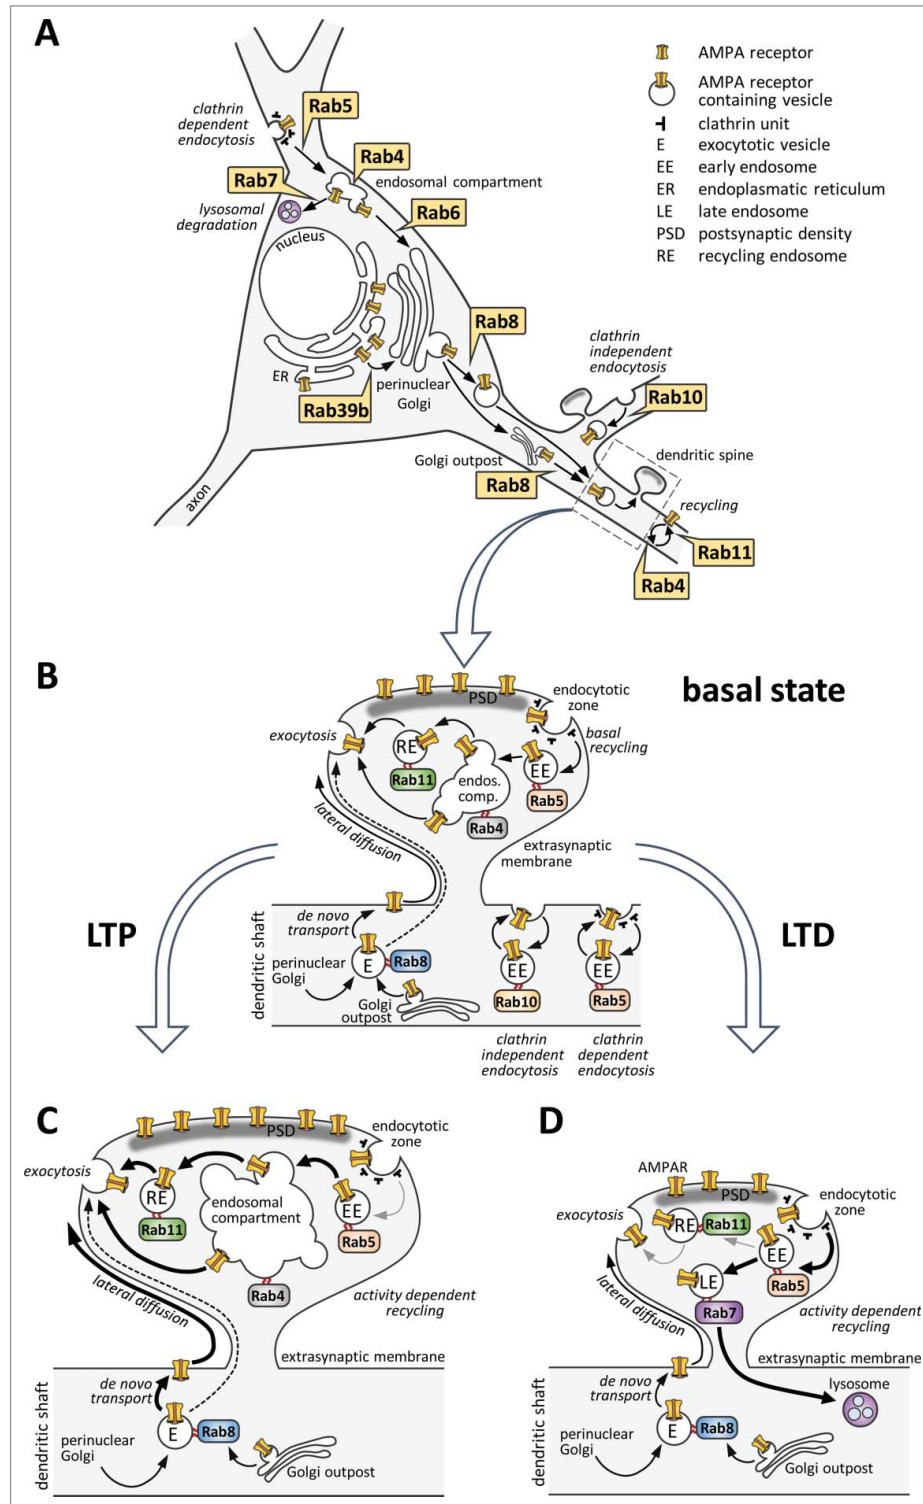 A
clathrin
dependent
endocytosis
Rab5
Rab4
Rab7
endosomal compartment
lysosomal
degradation
Rab6
nucleus
ER
Rab39b
perinuclear
Golgi
Rab8
clathrin
independent
endocytosis
Rab10
Golgi outpost
Rab8
dendritic spine
recycling
Rab11
Rab4
axon
AMPA receptor
AMPA receptor
containing vesicle
clathrin unit
E exocytotic vesicle
EE early endosome
ER endoplasmatic reticulum
LE late endosome
PSD postsynaptic density
RE recycling endosome
B
basal state
PSD
endocytotic
zone
exocytosis
basal
recycling
RE
Rab11
endos.
comp.
EE
Rab5
Rab4
lateral diffusion
extrasynaptic
membrane
LTP
LTD
dendritic shaft
de novo
transport
perinuclear
Golgi
E
Rab8
Golgi
outpost
EE
Rab10
EE
Rab5
clathrin
independent
endocytosis
clathrin
dependent
endocytosis
C
PSD
endocytotic
zone
exocytosis
RE
Rab11
endosomal
compartment
EE
Rab5
Rab4
lateral diffusion
activity dependent
recycling
extrasynaptic membrane
dendritic shaft
de novo
transport
E
Rab8
perinuclear
Golgi
Golgi outpost
D
AMPAR
PSD
endocytotic
zone
exocytosis
RE
Rab11
EE
Rab5
LE
Rab7
lateral diffusion
activity dependent
recycling
extrasynaptic membrane
lysosome
dendritic shaft
de novo
transport
E
Rab8
perinuclear
Golgi
Golgi outpost